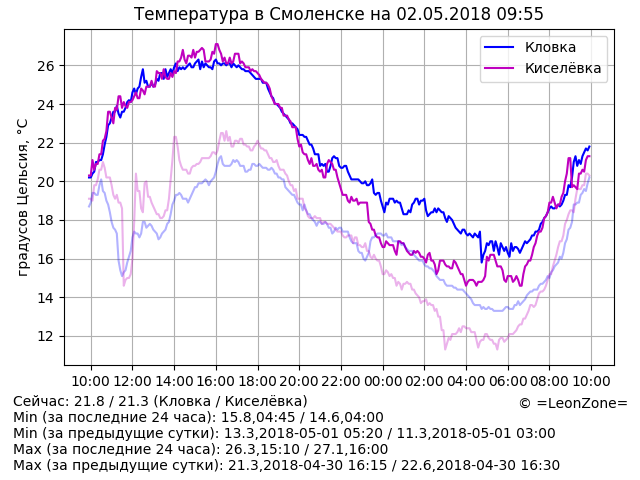 Температура в Смоленске на 02.05.2018 09:55
Кловка
Киселёвка
градусов Цельсия, °C
26
24
22
20
18
16
14
12
10:00 12:00 14:00 16:00 18:00 20:00 22:00 00:00 02:00 04:00 06:00 08:00 10:00
Сейчас: 21.8 / 21.3 (Кловка / Киселёвка)
© =LeonZone=
Min (за последние 24 часа): 15.8,04:45 / 14.6,04:00
Min (за предыдущие сутки): 13.3,2018-05-01 05:20 / 11.3,2018-05-01 03:00
Max (за последние 24 часа): 26.3,15:10 / 27.1,16:00
Max (за предыдущие сутки): 21.3,2018-04-30 16:15 / 22.6,2018-04-30 16:30